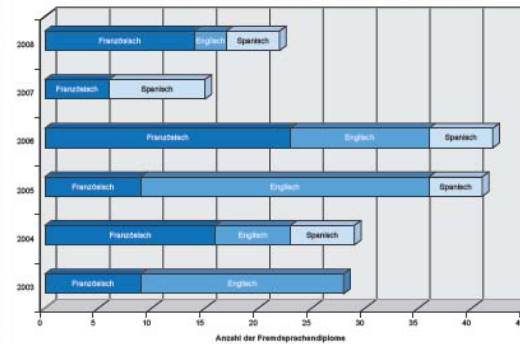 2008 Französisch Englisch Spanisch
2007 Französisch Spanisch
2006 Französisch Englisch Spanisch
2005 Französisch Englisch Spanisch
2004 Französisch Englisch Spanisch
2003 Französisch Englisch
0 5 10 15 20 25 30 35 40
Anzahl der Fremdsprachendiplome